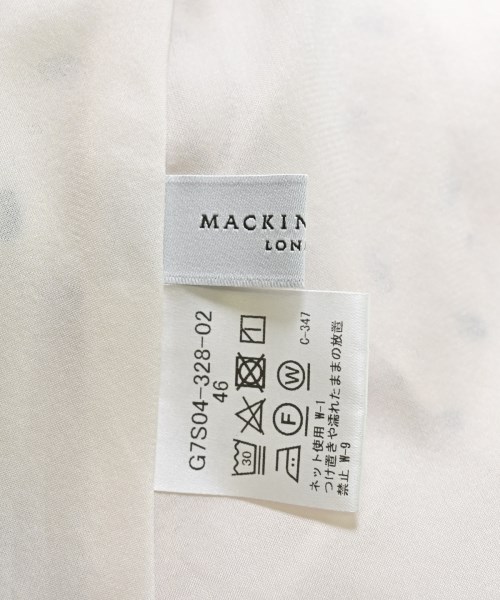 MACKIN
LON
G7S04-328-02
46
30
F W
C-347
ネット使用 W-1
つけ置きや濡れたままの放置
禁止 W-9